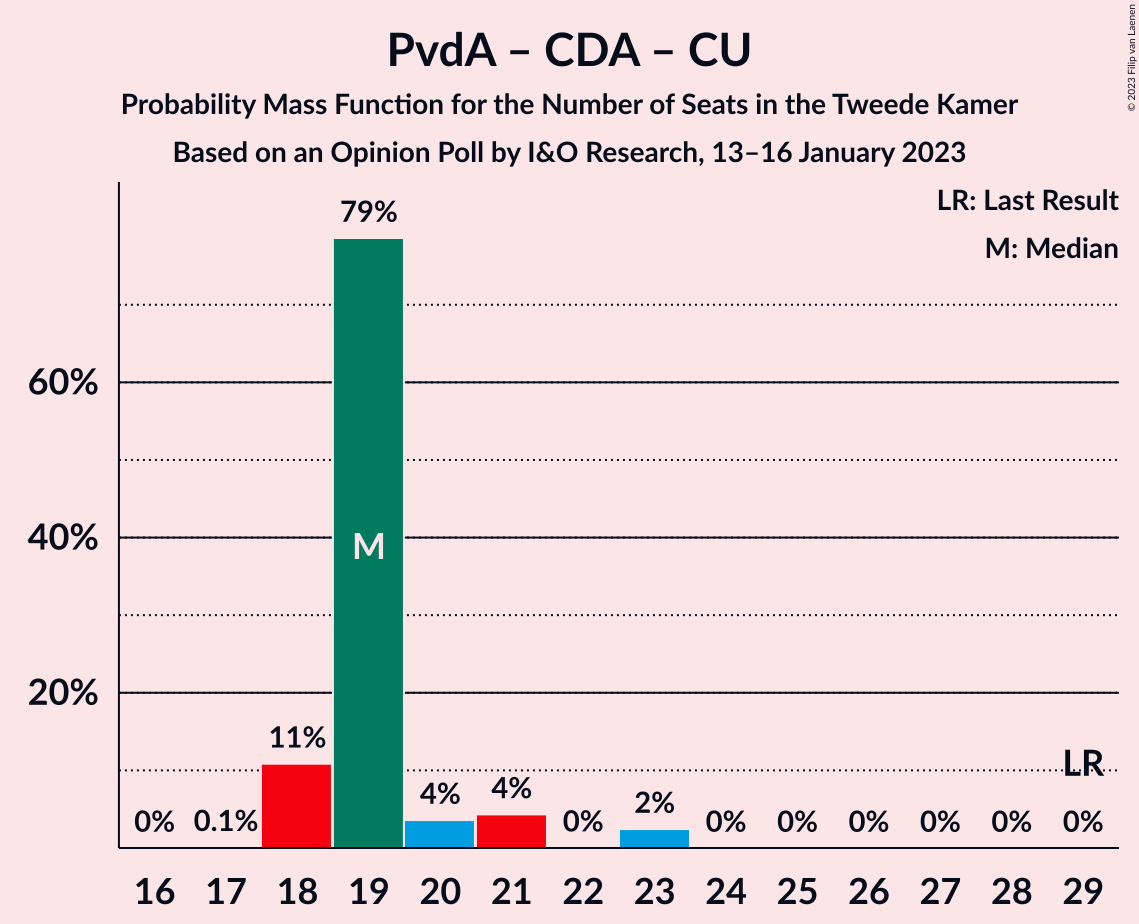 PvdA – CDA – CU
Probability Mass Function for the Number of Seats in the Tweede Kamer
Based on an Opinion Poll by I&O Research, 13–16 January 2023
© 2023 Filip van Laenen
LR: Last Result
M: Median
79%
60%
40%
M
20%
11%
LR
0%
0.1%
4%
4%
0%
2%
0%
0%
0%
0%
0%
0%
16 17 18 19 20 21 22 23 24 25 26 27 28 29